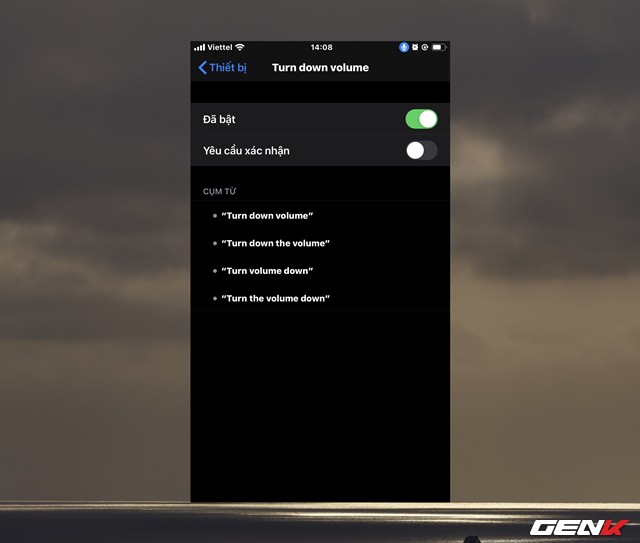 Viettel 14:08
Thiết bị Turn down volume
Đã bật
Yêu cầu xác nhận
CỤM TỪ
“Turn down volume”
“Turn down the volume”
“Turn volume down”
“Turn the volume down”
GENK